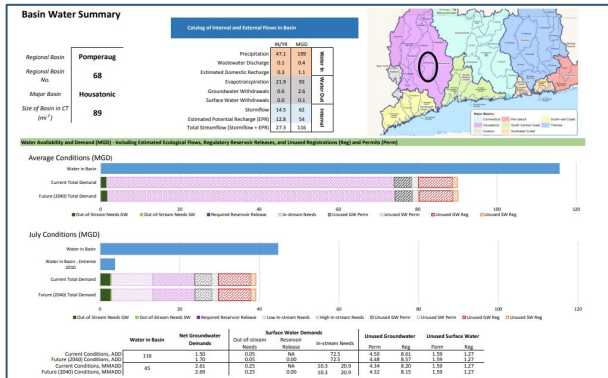 Basin Water Summary
Regional Basin Pomperaug
Regional Basin No. 68
Major Basin Housatonic
Size of Basin in CT (mi⁻²) 89
Catalog of Internal and External Flows in Basin
IN/YR MGD
Precipitation 47.1 199
Wastewater Discharge 0.1 0.4
Estimated Domestic Recharge 0.3 1.1
Evapotranspiration 21.9 93
Groundwater Withdrawals 0.6 2.6
Surface Water Withdrawals 0.0 0.1
Stormflow 14.5 62
Estimated Potential Recharge (EPR) 12.8 54
Total Streamflow (Stormflow + EPR) 27.3 116
Water In
Water Out
Internal
Major Basins
Water Availability and Demand (MGD) - Including Estimated Ecological Flows, Regulatory Reservoir Releases, and Unused Registrations (Reg) and Permits (Perm)
Average Conditions (MGD)
Water in Basin
Current Total Demand
Future (2040) Total Demand
0 20 40 60 80 100 120
Out-of-Stream Needs GW Out-of-Stream Needs SW Required Reservoir Release In-stream Needs Unused GW Perm Unused SW Perm Unused GW Reg Unused SW Reg
July Conditions (MGD)
Water in Basin
Water in Basin - Extreme 2010
Current Total Demand
Future (2040) Total Demand
0 20 40 60 80 100 120
Out-of-Stream Needs GW Out-of-Stream Needs SW Required Reservoir Release Low In-stream Needs High In-stream Needs Unused GW Perm Unused SW Perm Unused GW Reg Unused SW Reg
Water in Basin Net Groundwater Demands Surface Water Demands Unused Groundwater Unused Surface Water
Out-of-stream Needs Reservoir Release In-stream Needs Perm Reg Perm Reg
Current Conditions, ADD 116 1.50 0.05 NA 72.5 4.50 8.61 1.59 1.27
Future (2040) Conditions, ADD 1.70 0.05 0.00 72.5 4.48 8.57 1.59 1.27
Current Conditions, MMADD 45 2.61 0.25 NA 10.3 20.9 4.34 8.20 1.59 1.27
Future (2040) Conditions, MMADD 2.69 0.25 0.00 10.3 20.9 4.32 8.15 1.59 1.27